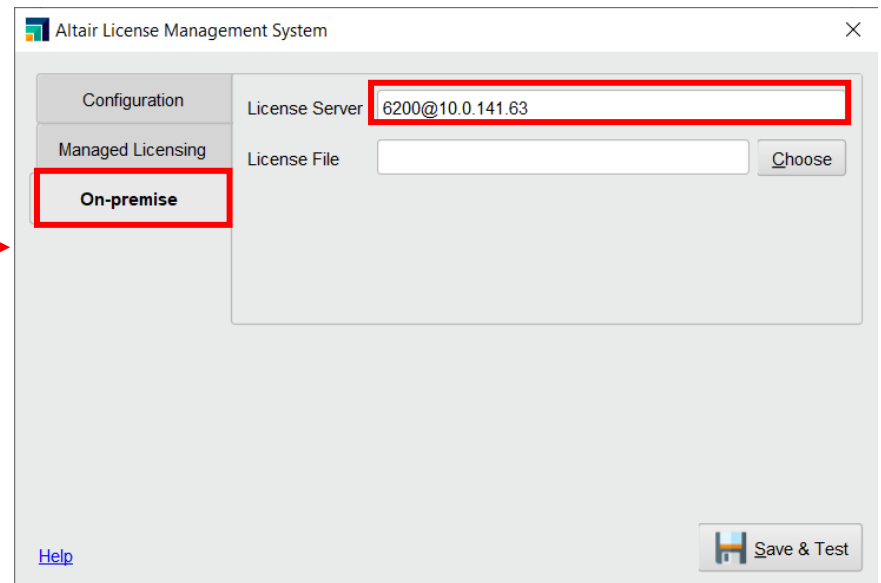 Altair License Management System
Configuration
Managed Licensing
On-premise
License Server 6200@10.0.141.63
License File Choose
Help
Save & Test